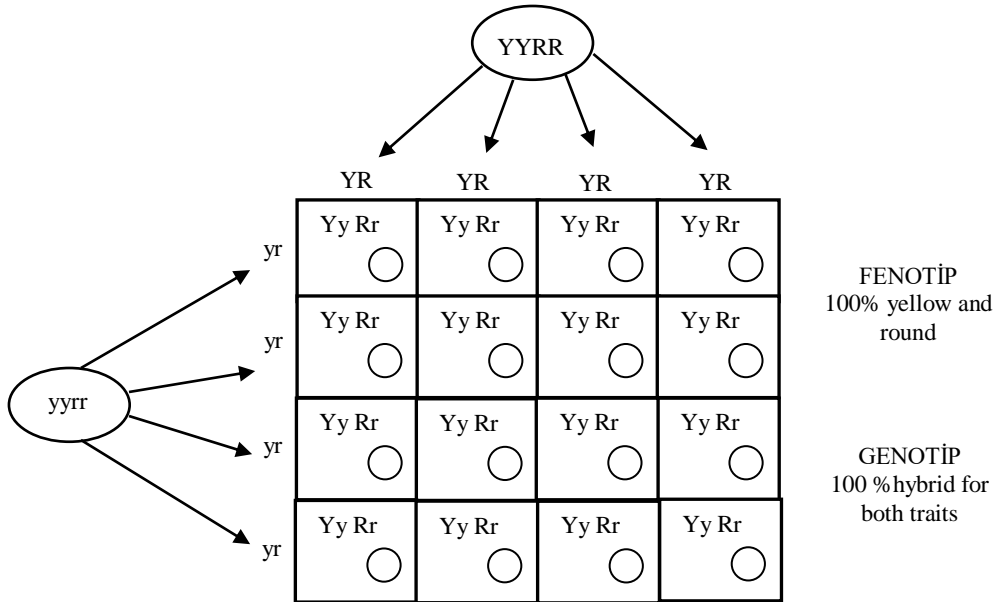 YYRR
YR YR YR YR
yr Yy Rr Yy Rr Yy Rr Yy Rr
yr Yy Rr Yy Rr Yy Rr Yy Rr
yyrr
yr Yy Rr Yy Rr Yy Rr Yy Rr
yr Yy Rr Yy Rr Yy Rr Yy Rr
FENOTİP
100% yellow and
round
GENOTİP
100 % hybrid for
both traits